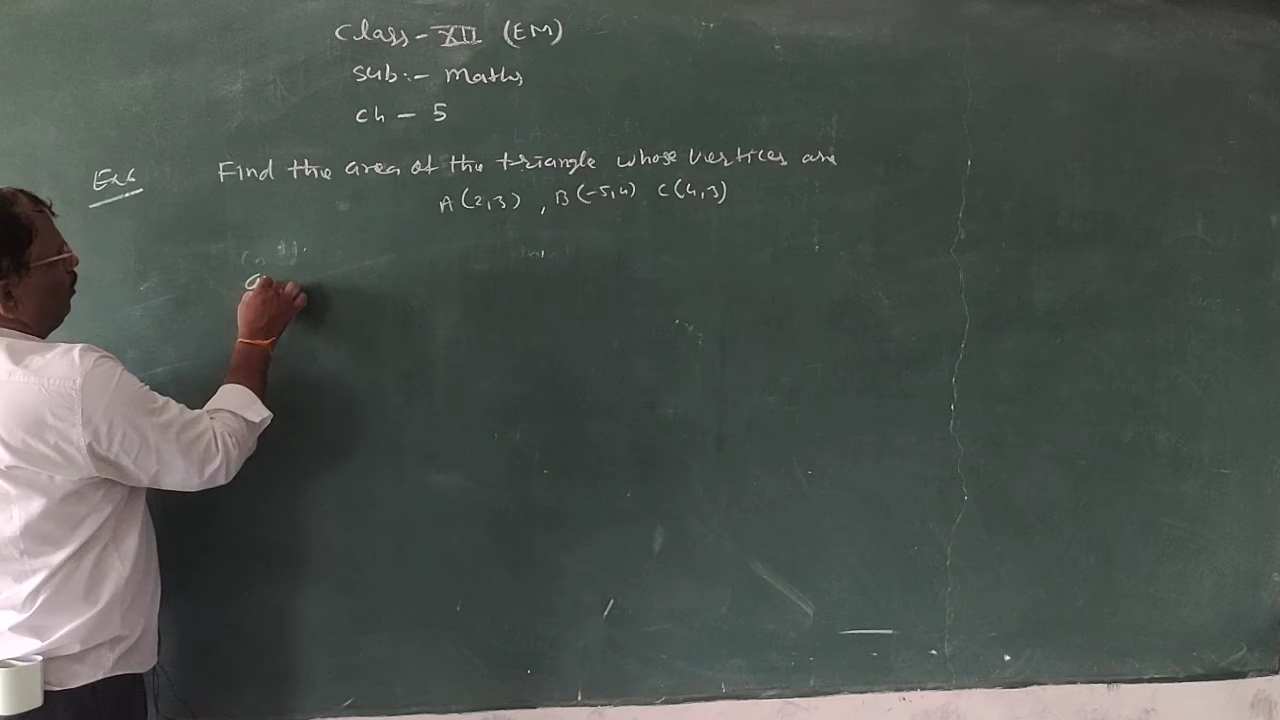 Class - XII (EM)
Sub:- Maths
Ch - 5
Ex6 Find the area of the triangle whose vertices are
A(2,3) , B(-5,4) C(4,3)